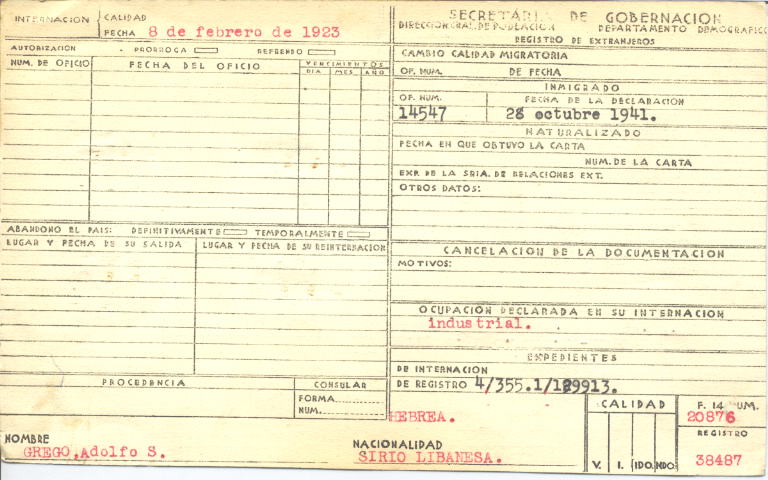 INTERNACION CALIDAD
FECHA 8 de febrero de 1923
AUTORIZACIÓN PRORROGA REFRENDO
NUM. DE OFICIO FECHA DEL OFICIO VENCIMIENTOS
DIA MES AÑO
ABANDONO EL PAIS: DEFINITIVAMENTE TEMPORALMENTE
LUGAR Y FECHA DE SU SALIDA LUGAR Y FECHA DE SU REINTERNACION
PROCEDENCIA CONSULAR
FORMA
NUM.
SECRETARIA DE GOBERNACION
DIRECCION GRAL. DE POBLACION DEPARTAMENTO DEMOGRAFICO
REGISTRO DE EXTRANJEROS
CAMBIO CALIDAD MIGRATORIA
OF. NUM. DE FECHA
INMIGRADO
OF. NUM. FECHA DE LA DECLARACION
14547 28 octubre 1941.
NATURALIZADO
FECHA EN QUE OBTUVO LA CARTA
NUM. DE LA CARTA
EXP. DE LA SRIA. DE RELACIONES EXT.
OTROS DATOS:
CANCELACION DE LA DOCUMENTACION
MOTIVOS:
OCUPACION DECLARADA EN SU INTERNACION
industrial.
EXPEDIENTES
DE INTERNACION
DE REGISTRO 4/355.1/
HEBREA.
CALIDAD F. 14 NUM.
20876
REGISTRO
38487
V. I. IDO. NDO.
NOMBRE
GREGO, Adolfo S.
NACIONALIDAD
SIRIO LIBANESA.